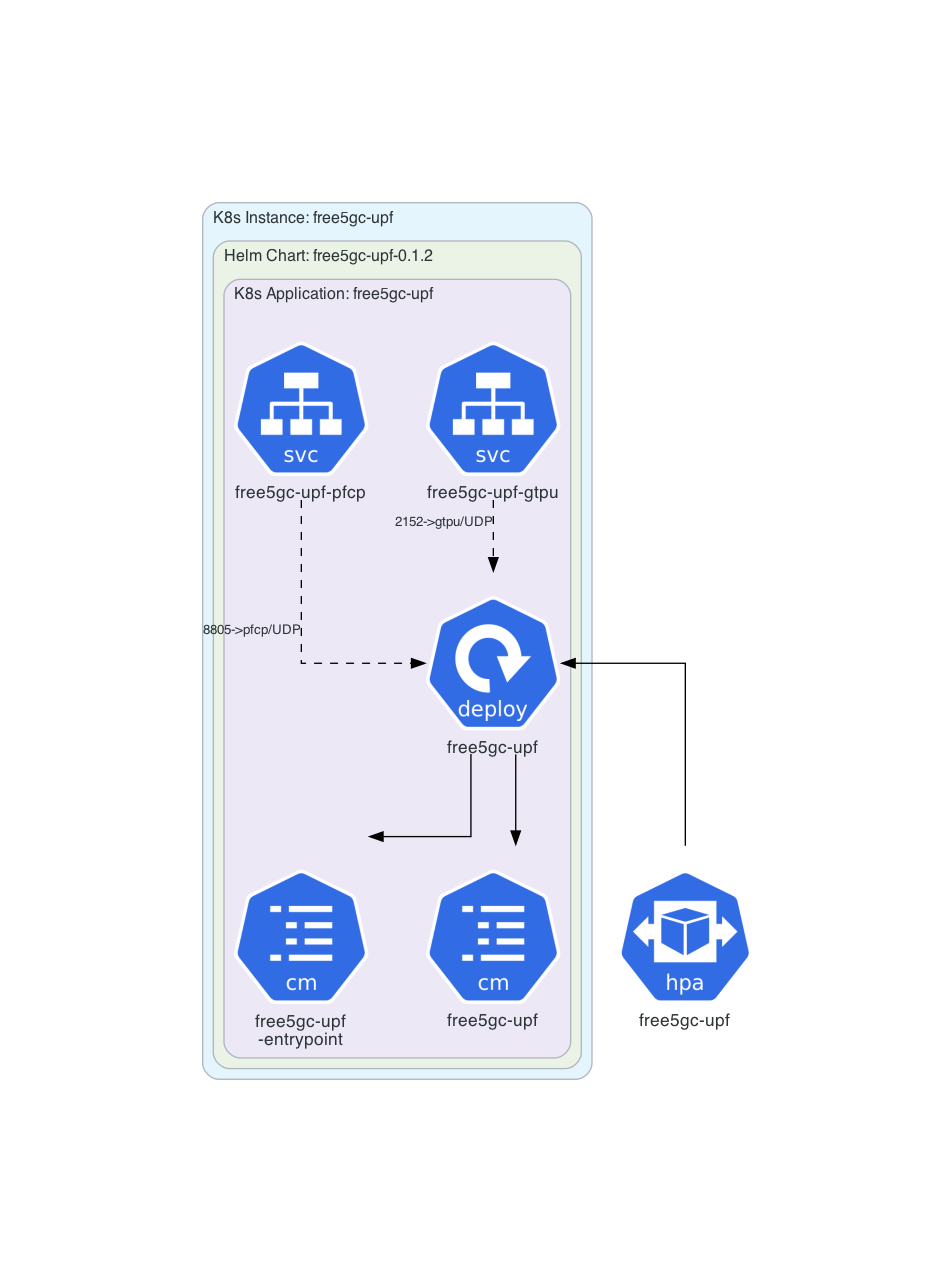 K8s Instance: free5gc-upf
Helm Chart: free5gc-upf-0.1.2
K8s Application: free5gc-upf
svc
svc
free5gc-upf-pfcp
free5gc-upf-gtpu
2152->gtpu/UDP
8805->pfcp/UDP
deploy
free5gc-upf
cm
cm
hpa
free5gc-upf
-entrypoint
free5gc-upf
free5gc-upf